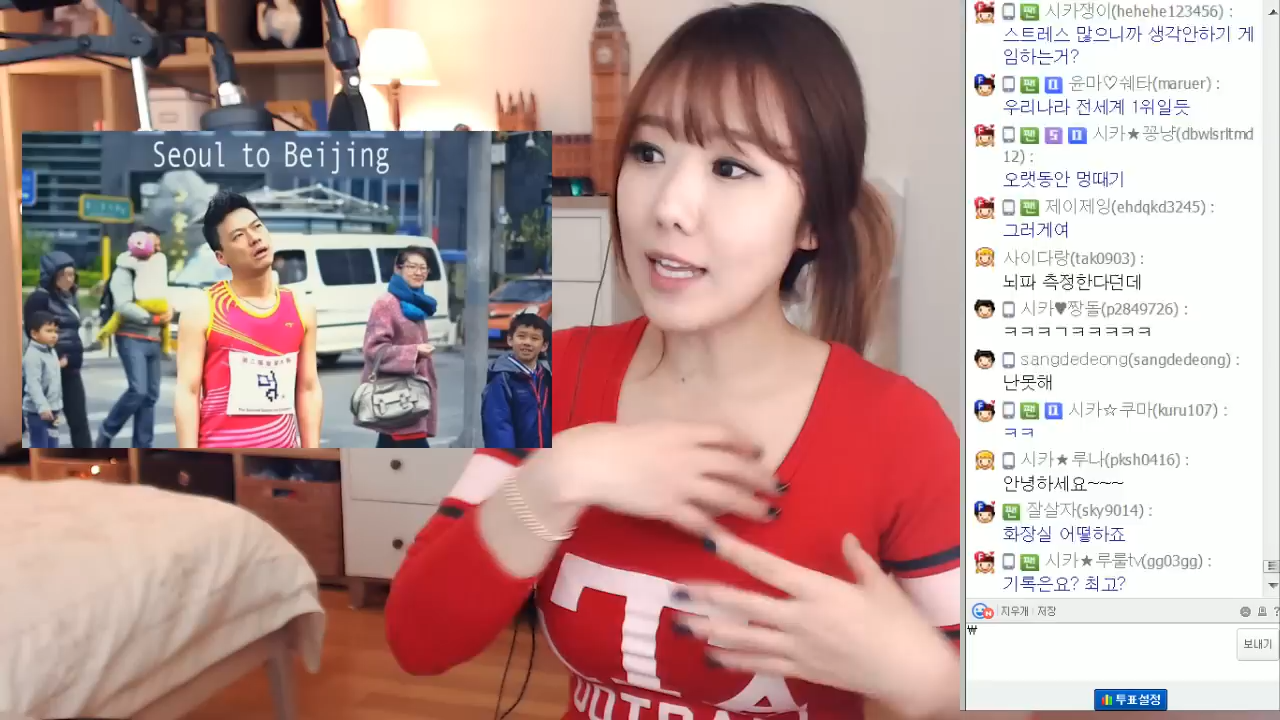 Seoul to Beijing
멍
TX
시카쟁이(hehehe123456) :
스트레스 많으니까 생각안하기 게
임하는거?
윤마♡쉐타(maruer) :
우리나라 전세계 1위일듯
시카★꽁냥(dbwlsritmd
12) :
오랫동안 멍때기
제이제잉(ehdqkd3245) :
그러게여
사이다랑(tak0903) :
뇌파 측정한다던데
시카♥짱돌(p2849726) :
ㅋㅋㅋㄱㅋㅋㅋㅋㅋ
sangdedeong(sangdedeong) :
난못해
시카☆쿠마(kuru107) :
ㅋㅋ
시카★루나(pksh0416) :
안녕하세요~~~
잘살자(sky9014) :
화장실 어떻하죠
시카★루룰tv(gg03gg) :
기록은요? 최고?
지우개 저장
₩
보내기
투표설정